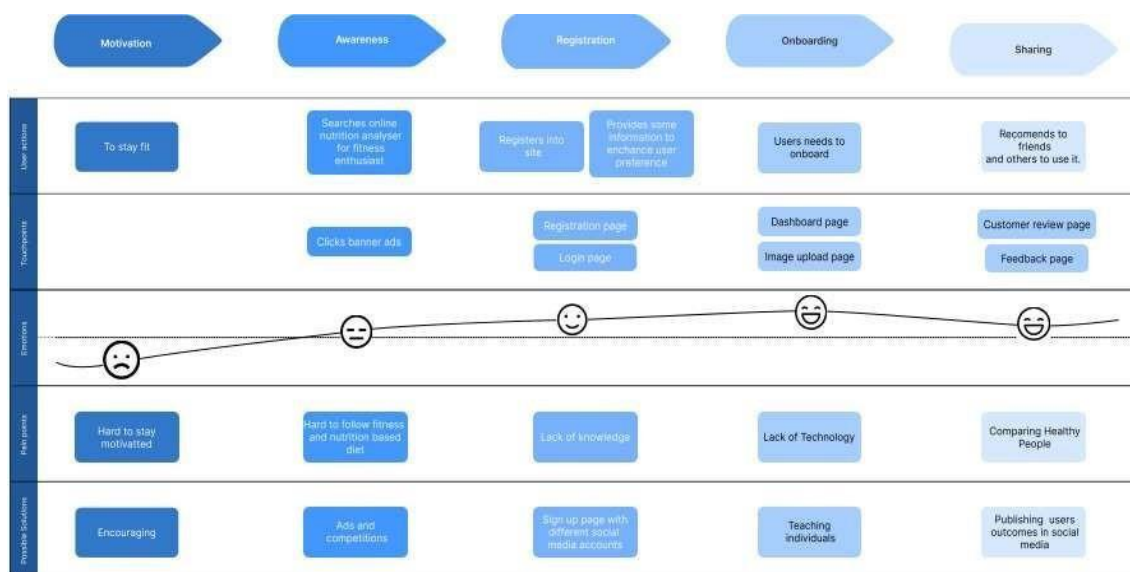 Motivation
Awareness
Registration
Onboarding
Sharing
User actions
To stay fit
Searches online
nutrition analyser
for fitness
enthusiast
Registers into
site
Provides some
information to
enchance user
preference
Users needs to
onboard
Recomends to
friends
and others to use it.
Touchpoints
Clicks banner ads
Registration page
Login page
Dashboard page
Image upload page
Customer review page
Feedback page
Emotions
Pain points
Hard to stay
motivatted
Hard to follow fitness
and nutrition based
diet
Lack of knowledge
Lack of Technology
Comparing Healthy
People
Possible Solutions
Encouraging
Ads and
competitions
Sign up page with
different social
media accounts
Teaching
individuals
Publishing users
outcomes in social
media